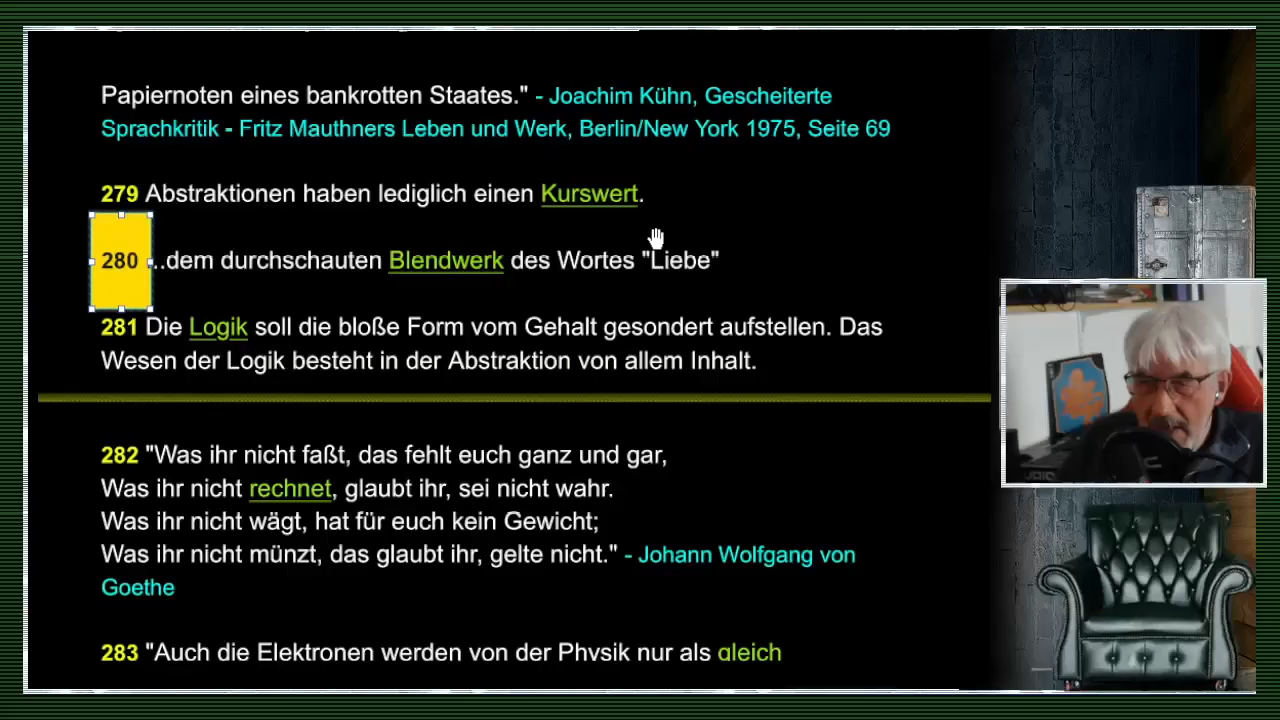 Papiernoten eines bankrotten Staates." - Joachim Kühn, Gescheiterte
Sprachkritik - Fritz Mauthners Leben und Werk, Berlin/New York 1975, Seite 69
279 Abstraktionen haben lediglich einen Kurswert.
280 ...dem durchschauten Blendwerk des Wortes "Liebe"
281 Die Logik soll die bloße Form vom Gehalt gesondert aufstellen. Das
Wesen der Logik besteht in der Abstraktion von allem Inhalt.
282 "Was ihr nicht faßt, das fehlt euch ganz und gar,
Was ihr nicht rechnet, glaubt ihr, sei nicht wahr.
Was ihr nicht wägt, hat für euch kein Gewicht;
Was ihr nicht münzt, das glaubt ihr, gelte nicht." - Johann Wolfgang von
Goethe
283 "Auch die Elektronen werden von der Physik nur als gleich